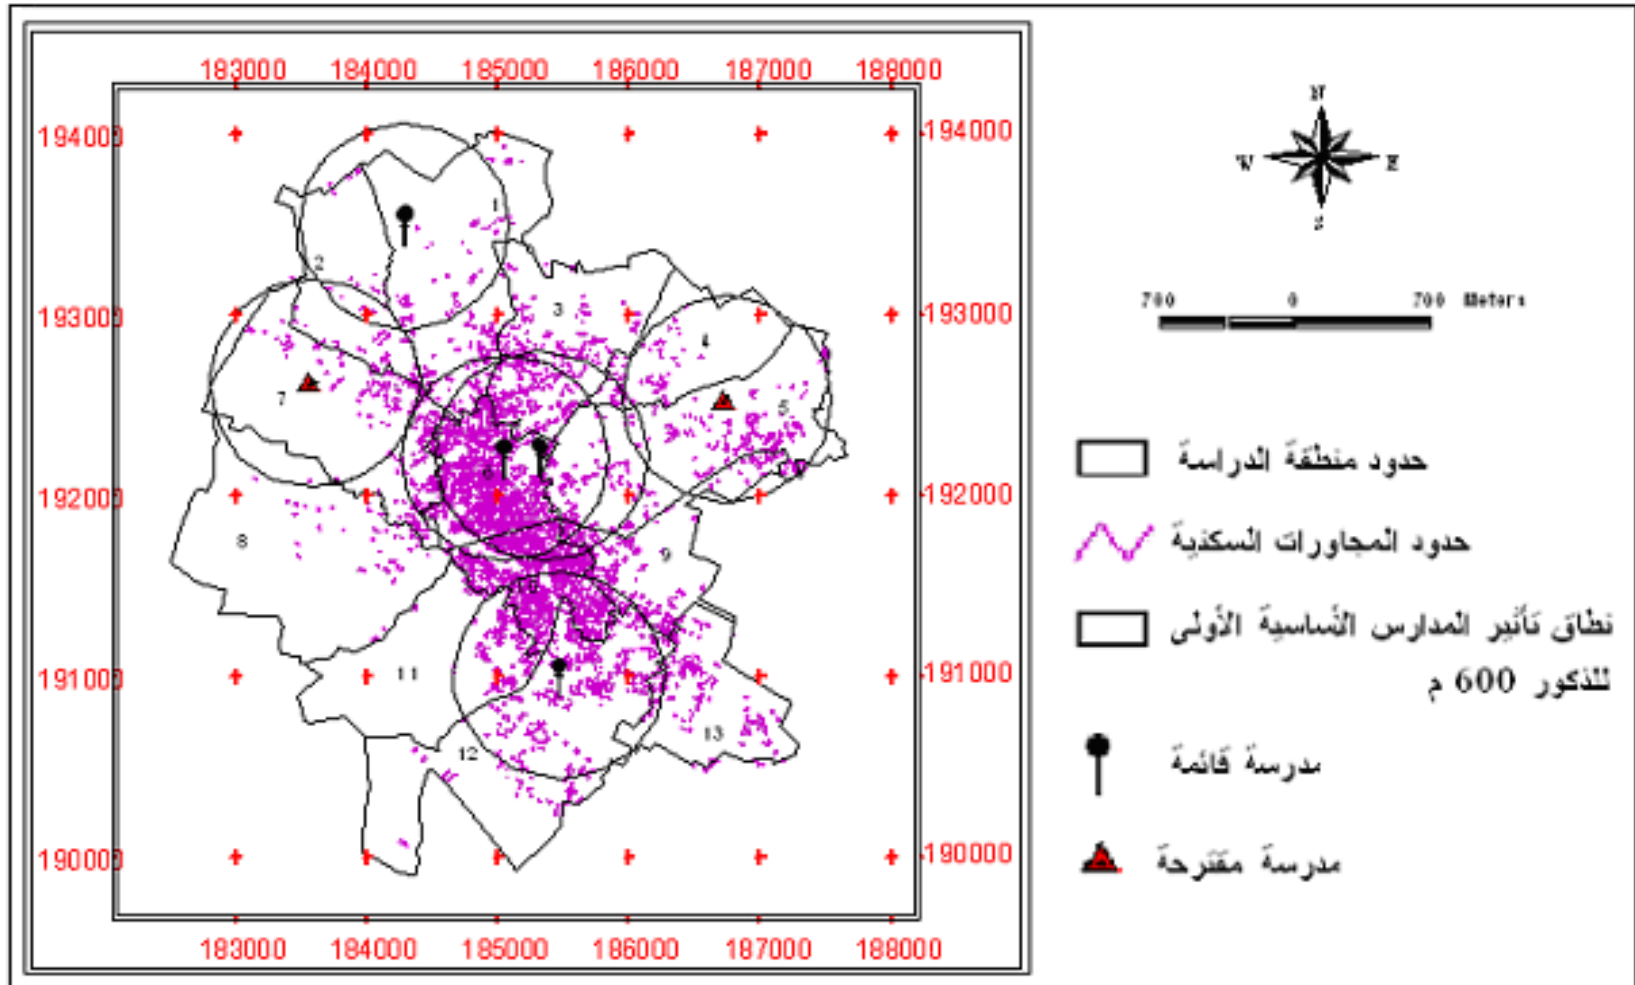 183000 184000 185000 186000 187000 188000
194000 194000
193000 193000
192000 192000
191000 191000
190000 190000
183000 184000 185000 186000 187000 188000
1
2
3
4
5
7
8
9
11
12
13
N
W E
S
700 0 700 Meters
حدود منطقة الدراسة
حدود المجاورات السكنية
نطاق تأثير المدارس الأساسية الأولى
للذكور 600 م
مدرسة قائمة
مدرسة مقترحة